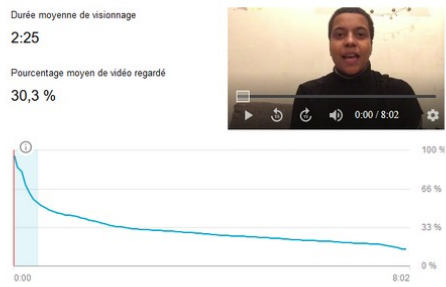 Durée moyenne de visionnage
2:25
Pourcentage moyen de vidéo regardé
30,3 %
0:00 / 8:02
100 %
66 %
33 %
0 %
0:00
8:02